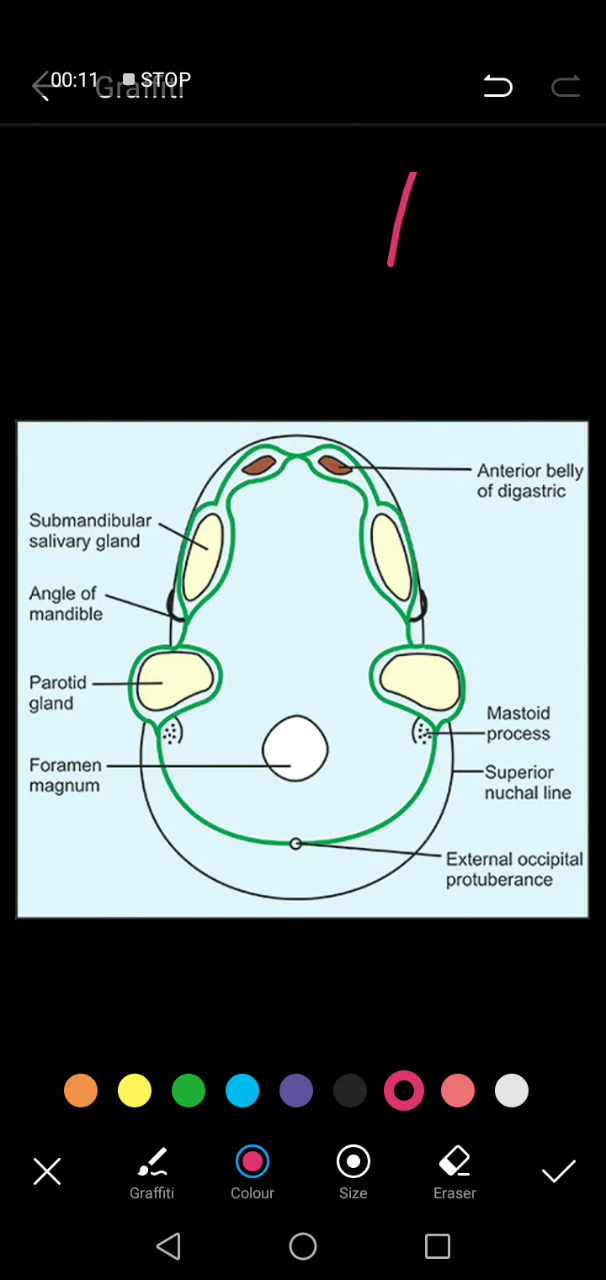 00:11 STOP
Graffiti
Anterior belly
of digastric
Submandibular
salivary gland
Angle of
mandible
Parotid
gland
Mastoid
process
Foramen
magnum
Superior
nuchal line
External occipital
protuberance
Graffiti Colour Size Eraser